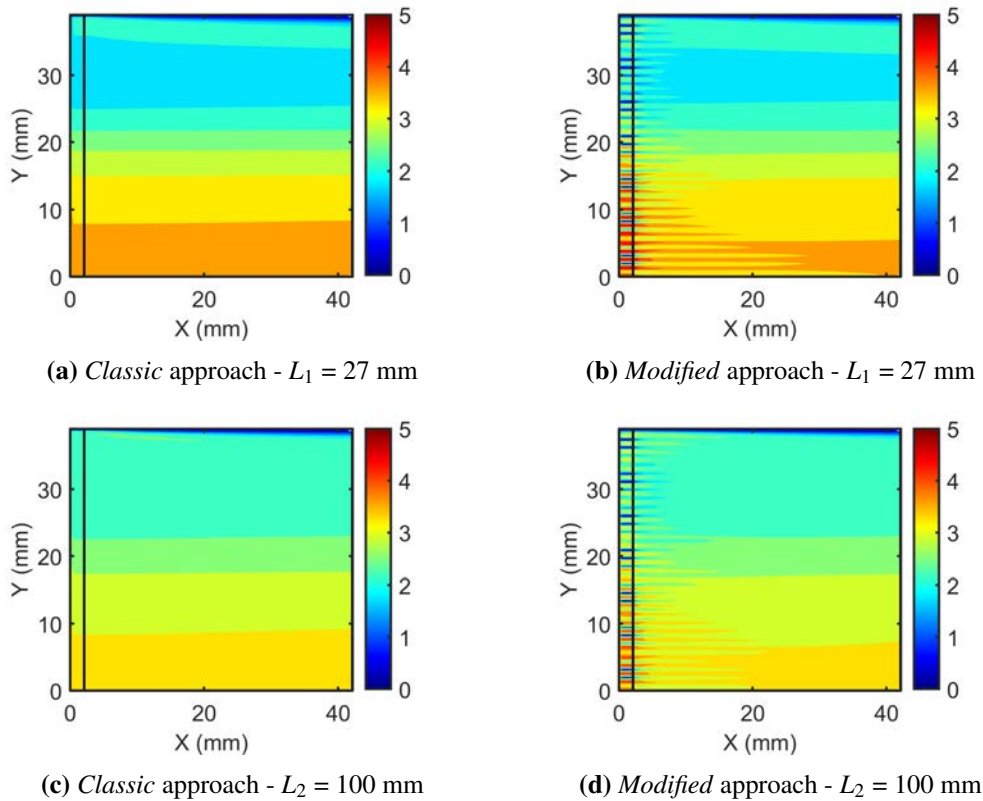 5
4
3
2
1
0
30
20
10
0
Y (mm)
0 20 40
X (mm)
(a) Classic approach - L₁ = 27 mm
5
4
3
2
1
0
30
20
10
0
Y (mm)
0 20 40
X (mm)
(b) Modified approach - L₁ = 27 mm
5
4
3
2
1
0
30
20
10
0
Y (mm)
0 20 40
X (mm)
(c) Classic approach - L₂ = 100 mm
5
4
3
2
1
0
30
20
10
0
Y (mm)
0 20 40
X (mm)
(d) Modified approach - L₂ = 100 mm